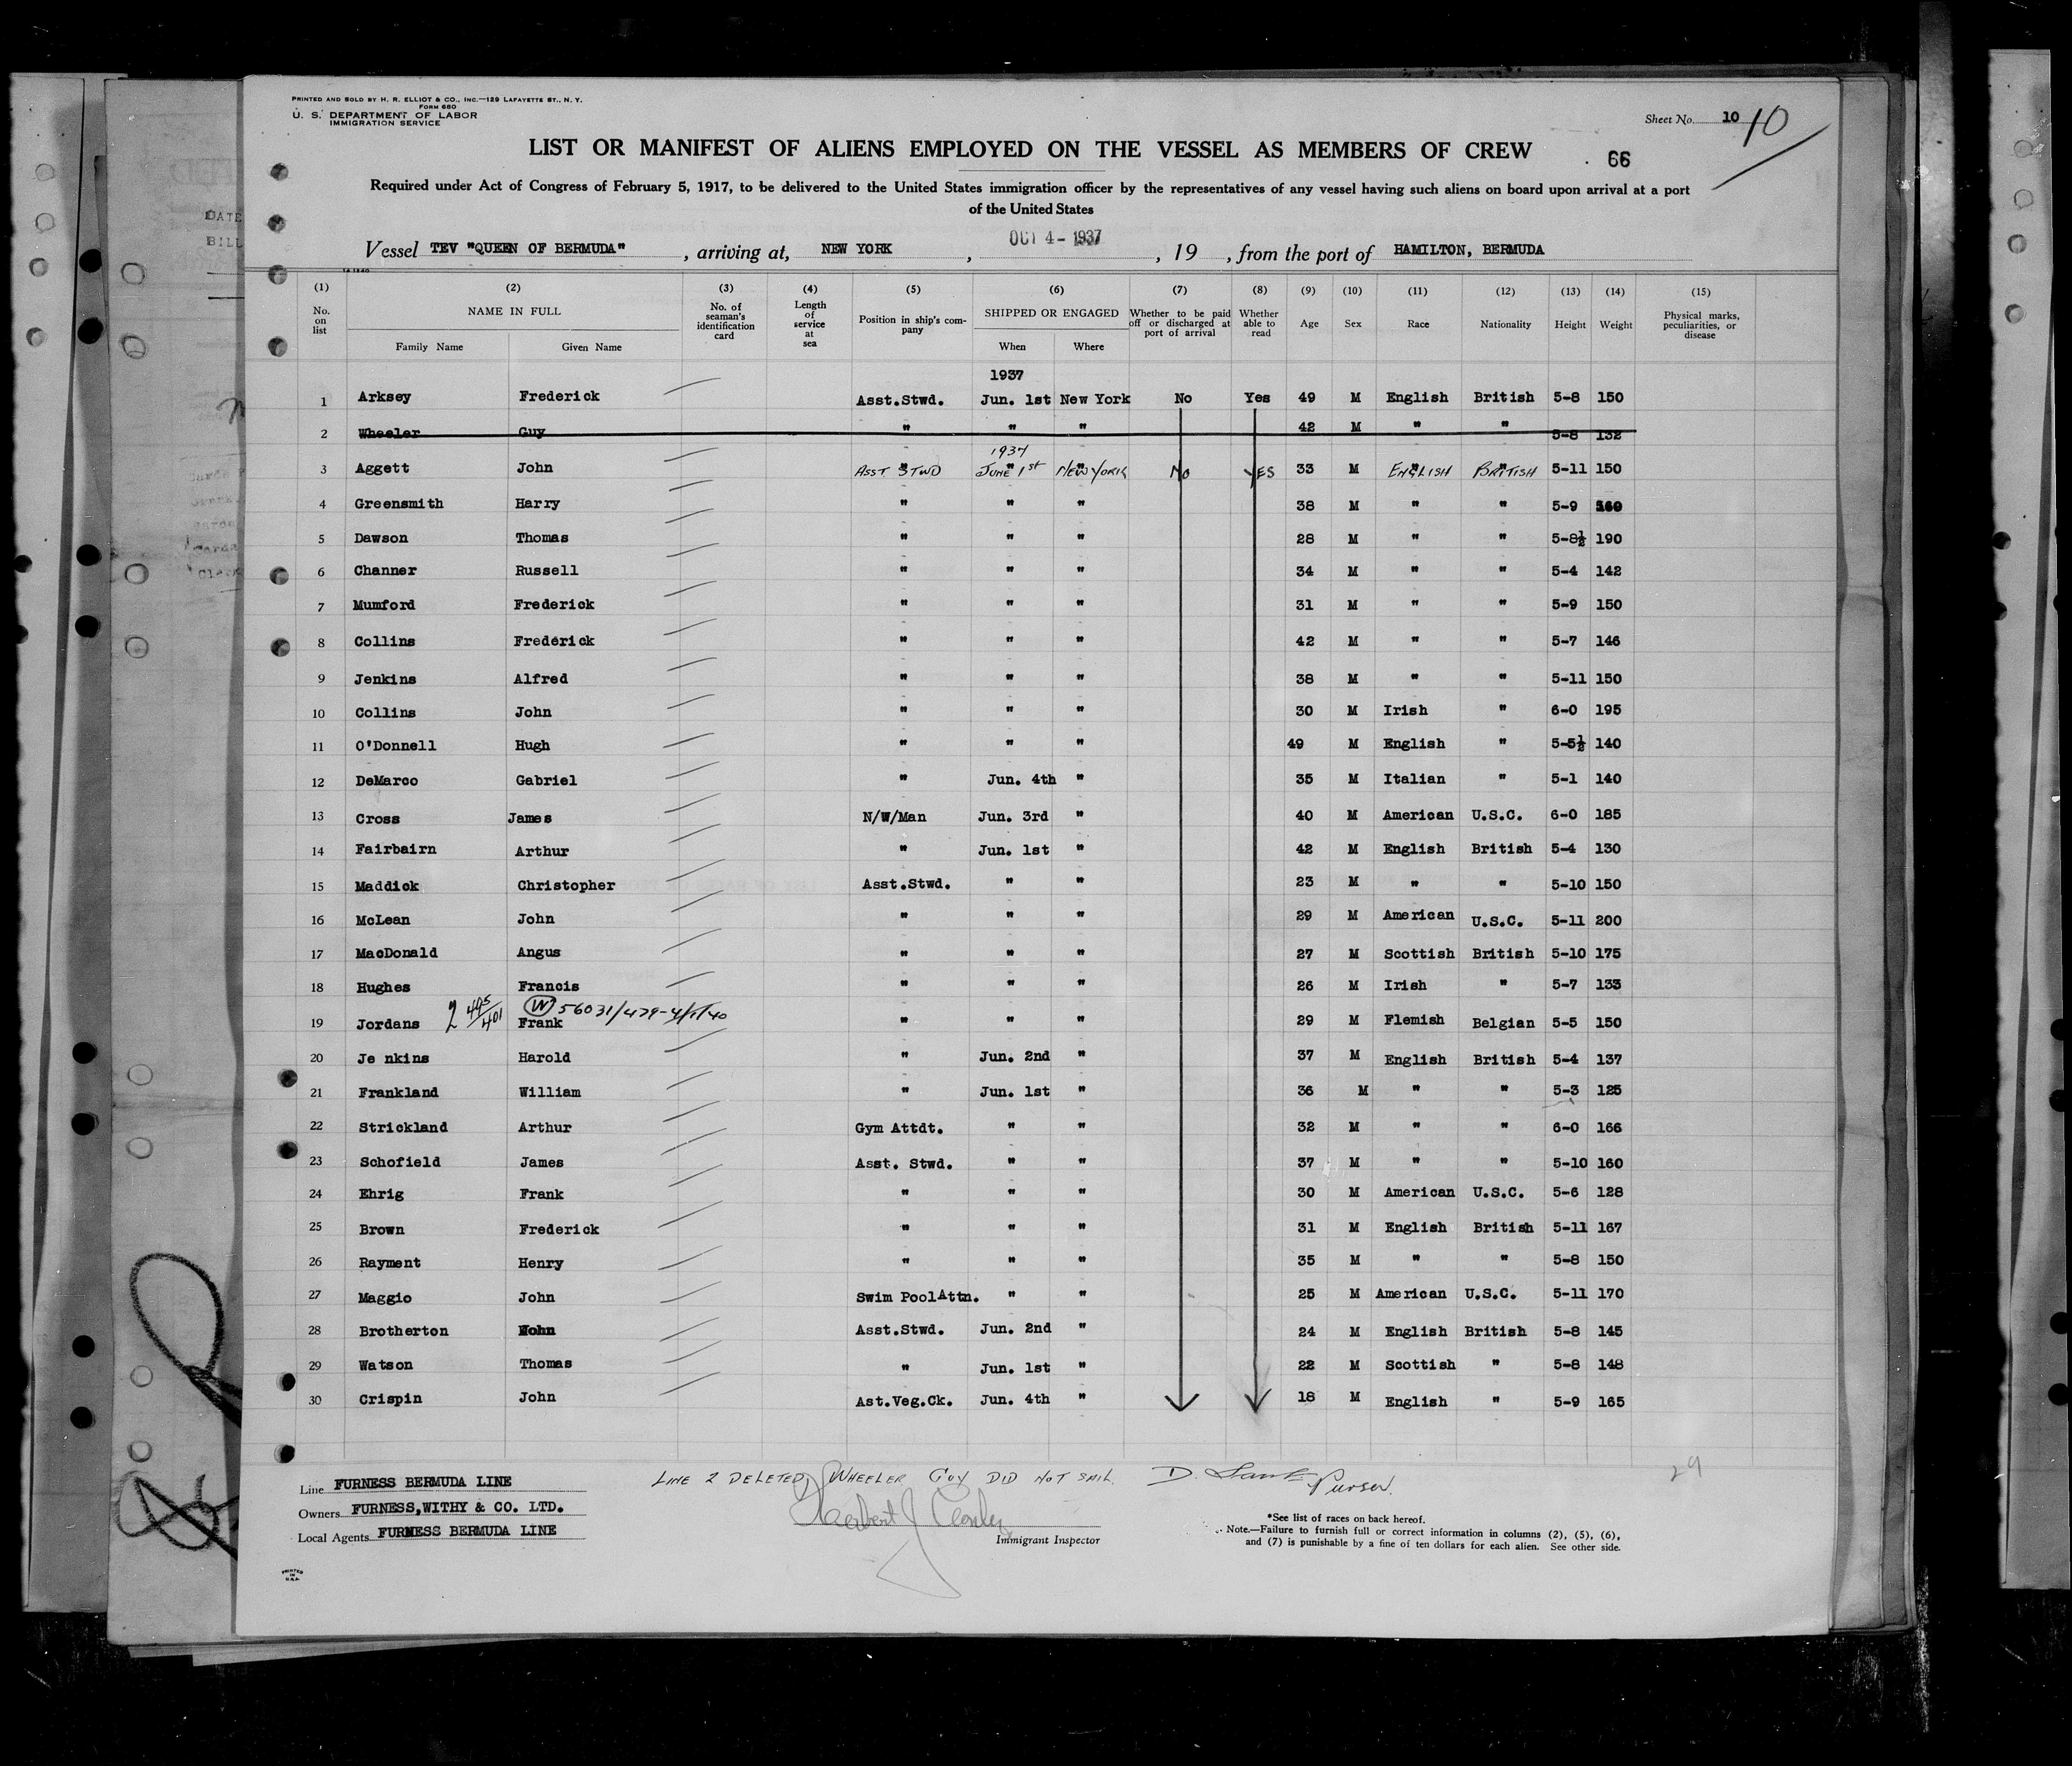 PRINTED AND SOLD BY H. R. ELLIOT & CO., INC.—129 LAFAYETTE ST., N. Y.
FORM 680
U. S. DEPARTMENT OF LABOR
IMMIGRATION SERVICE
Sheet No. 10 10
LIST OR MANIFEST OF ALIENS EMPLOYED ON THE VESSEL AS MEMBERS OF CREW 66
Required under Act of Congress of February 5, 1917, to be delivered to the United States immigration officer by the representatives of any vessel having such aliens on board upon arrival at a port
of the United States
Vessel TEV "QUEEN OF BERMUDA", arriving at, NEW YORK, OCT 4 - 1937, 19 , from the port of HAMILTON, BERMUDA
(1) (2) (3) (4) (5) (6) (7) (8) (9) (10) (11) (12) (13) (14) (15)
No. on list NAME IN FULL Family Name Given Name No. of seaman's identification card Length of service at sea Position in ship's company SHIPPED OR ENGAGED When Where Whether to be paid off or discharged at port of arrival Whether able to read Age Sex Race Nationality Height Weight Physical marks, peculiarities, or disease
1937
1 Arksey Frederick Asst.Stwd. Jun. 1st New York No Yes 49 M English British 5-8 150
2 Wheeler Guy " " " 42 M " " 5-8 132
1937
3 Aggett John ASST STWD JUNE 1st NEW YORK NO YES 33 M ENGLISH BRITISH 5-11 150
4 Greensmith Harry " " " 38 M " " 5-9 160
5 Dawson Thomas " " " 28 M " " 5-8½ 190
6 Channer Russell " " " 34 M " " 5-4 142
7 Mumford Frederick " " " 31 M " " 5-9 150
8 Collins Frederick " " " 42 M " " 5-7 146
9 Jenkins Alfred " " " 38 M " " 5-11 150
10 Collins John " " " 30 M Irish " 6-0 195
11 O'Donnell Hugh " " " 49 M English " 5-5½ 140
12 DeMarco Gabriel " Jun. 4th " 35 M Italian " 5-1 140
13 Cross James N/W/Man Jun. 3rd " 40 M American U.S.C. 6-0 185
14 Fairbairn Arthur " Jun. 1st " 42 M English British 5-4 130
15 Maddick Christopher Asst.Stwd. " " 23 M " " 5-10 150
16 McLean John " " " 29 M American U.S.C. 5-11 200
17 MacDonald Angus " " " 27 M Scottish British 5-10 175
18 Hughes Francis " " " 26 M Irish " 5-7 133
2 405/401 W 56031/479-4/1/40
19 Jordans Frank " " " 29 M Flemish Belgian 5-5 150
20 Je nkins Harold " Jun. 2nd " 37 M English British 5-4 137
21 Frankland William " Jun. 1st " 36 M " " 5-3 125
22 Strickland Arthur Gym Attdt. " " 32 M " " 6-0 166
23 Schofield James Asst. Stwd. " " 37 M " " 5-10 160
24 Ehrig Frank " " " 30 M American U.S.C. 5-6 128
25 Brown Frederick " " " 31 M English British 5-11 167
26 Rayment Henry " " " 35 M " " 5-8 150
27 Maggio John Swim Pool Attn. " " 25 M American U.S.C. 5-11 170
28 Brotherton John Asst.Stwd. Jun. 2nd " 24 M English British 5-8 145
29 Watson Thomas " Jun. 1st " 22 M Scottish " 5-8 148
30 Crispin John Ast.Veg.Ck. Jun. 4th " 18 M English " 5-9 165
LINE 2 DELETED WHEELER GUY DID NOT SAIL Purser. 29
Line FURNESS BERMUDA LINE
Owners FURNESS,WITHY & CO. LTD.
Local Agents FURNESS BERMUDA LINE
Immigrant Inspector
*See list of races on back hereof.
Note.—Failure to furnish full or correct information in columns (2), (5), (6),
and (7) is punishable by a fine of ten dollars for each alien. See other side.
PRINTED IN U.S.A.